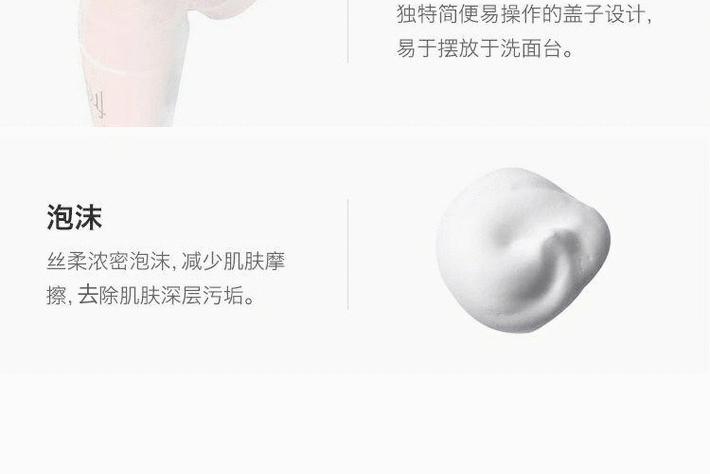 独特简便易操作的盖子设计,
易于摆放于洗面台。
泡沫
丝柔浓密泡沫, 减少肌肤摩
擦, 去除肌肤深层污垢。